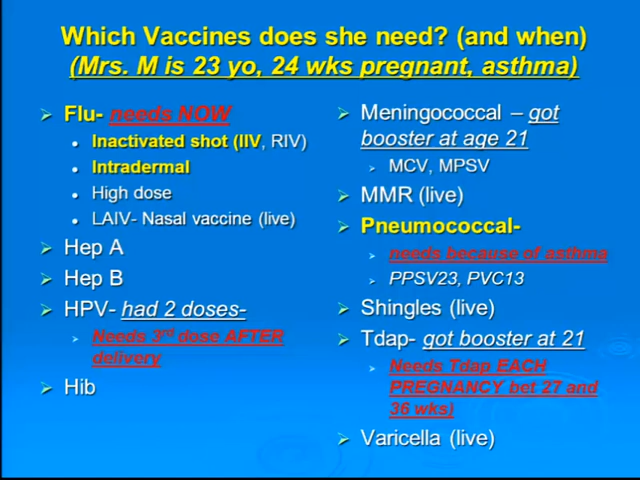 Which Vaccines does she need? (and when)
(Mrs. M is 23 yo, 24 wks pregnant, asthma)
Flu- needs NOW
Inactivated shot (IIV, RIV)
Intradermal
High dose
LAIV- Nasal vaccine (live)
Hep A
Hep B
HPV- had 2 doses-
Needs 3rd dose AFTER
delivery
Hib
Meningococcal – got
booster at age 21
MCV, MPSV
MMR (live)
Pneumococcal-
needs because of asthma
PPSV23, PVC13
Shingles (live)
Tdap- got booster at 21
Needs Tdap EACH
PREGNANCY bet 27 and
36 wks)
Varicella (live)